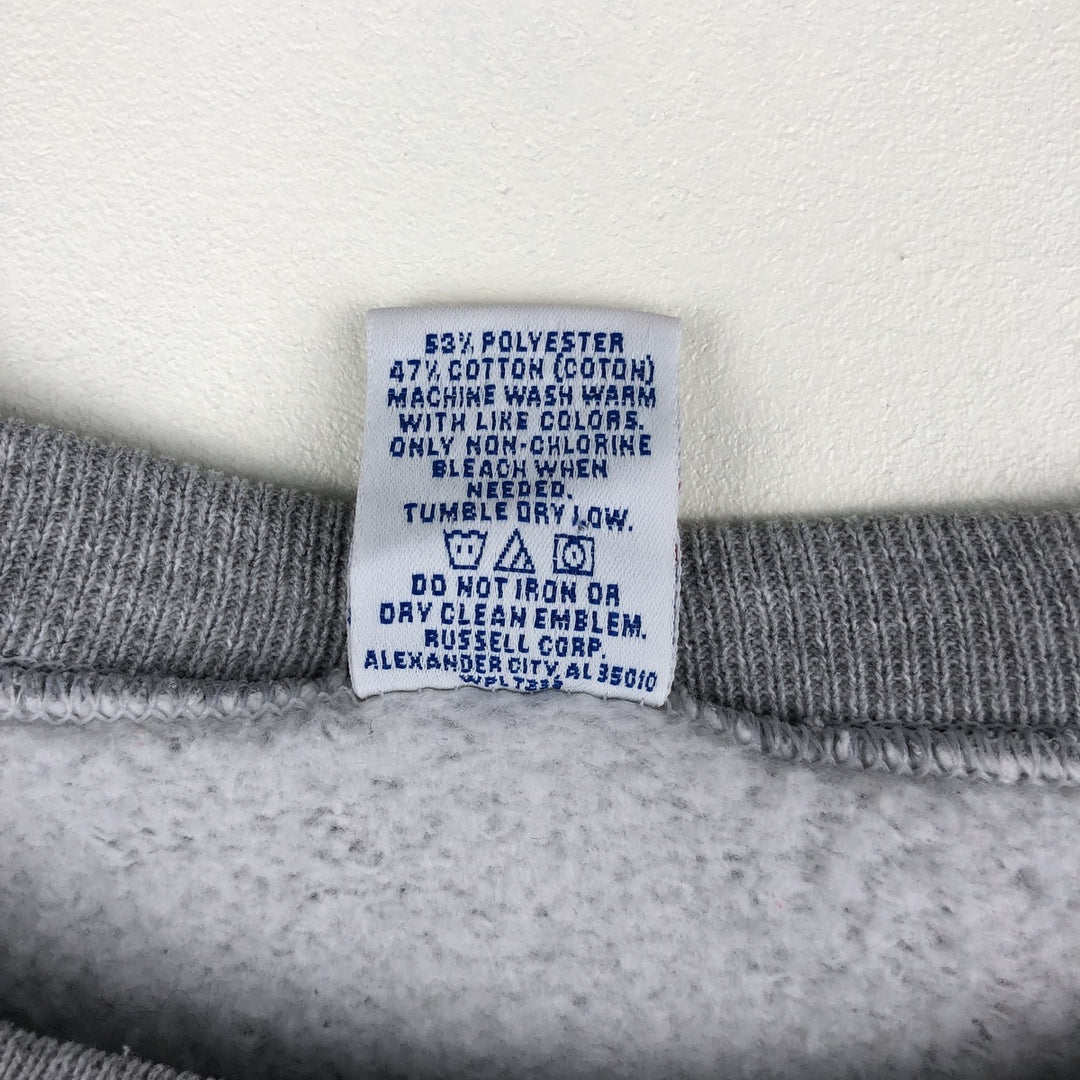 53% POLYESTER
47% COTTON (COTON)
MACHINE WASH WARM
WITH LIKE COLORS.
ONLY NON-CHLORINE
BLEACH WHEN
NEEDED.
TUMBLE DRY LOW.
DO NOT IRON OR
DRY CLEAN EMBLEM.
RUSSELL CORP.
ALEXANDER CITY, AL 35010
WPL